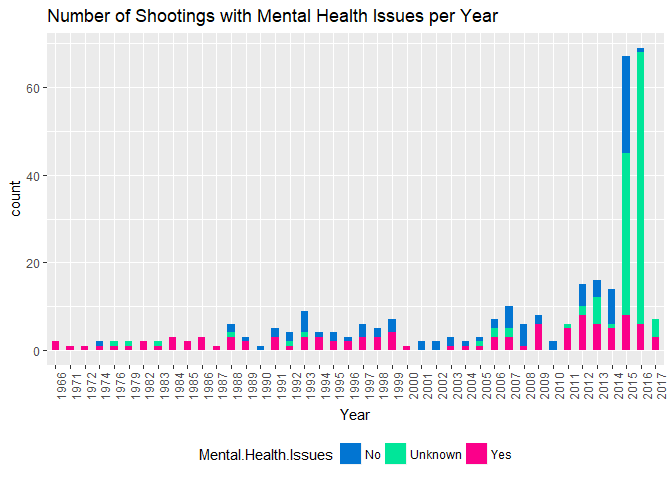 Number of Shootings with Mental Health Issues per Year
60
40
20
0
count
1966 1971 1972 1974 1976 1979 1982 1983 1984 1985 1986 1987 1988 1989 1990 1991 1992 1993 1994 1995 1996 1997 1998 1999 2000 2001 2002 2003 2004 2005 2006 2007 2008 2009 2010 2011 2012 2013 2014 2015 2016 2017
Year
Mental.Health.Issues No Unknown Yes